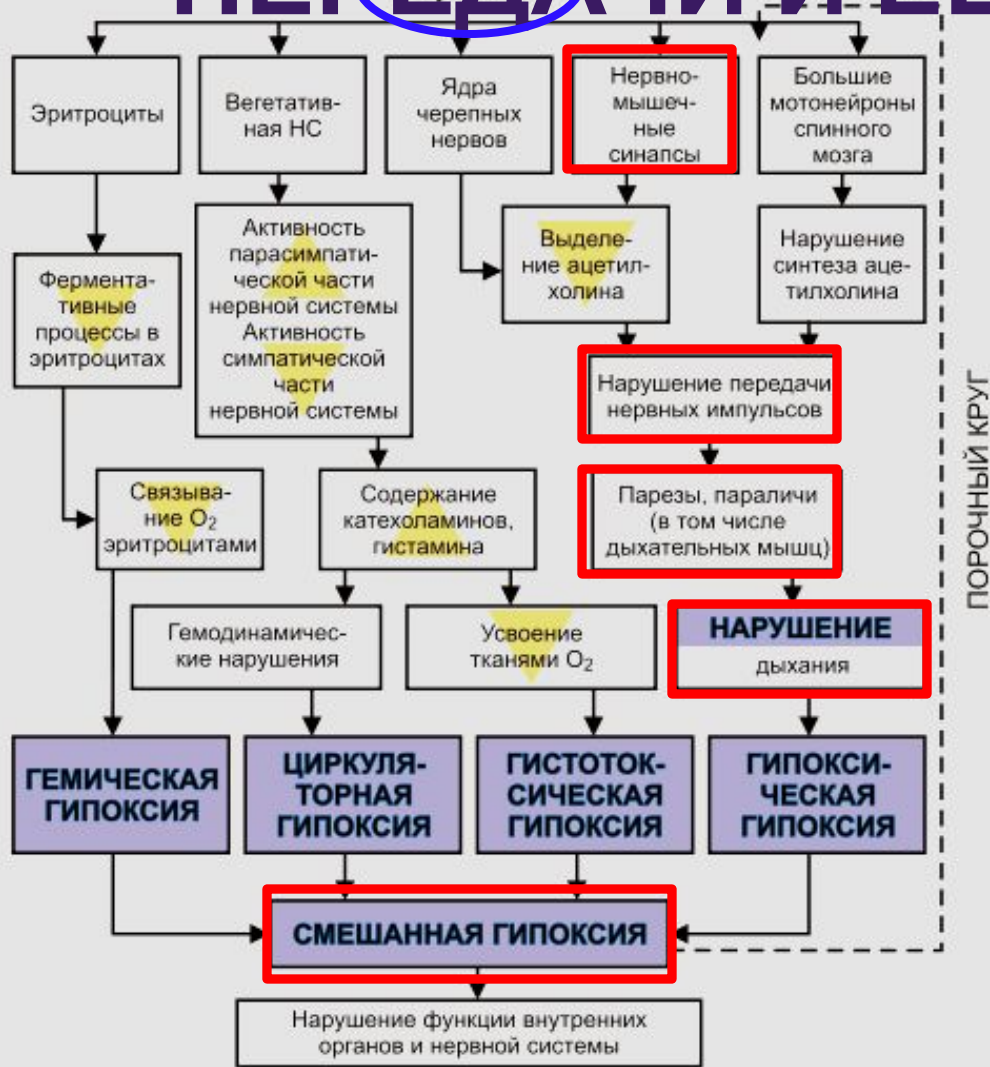 ПЕРЕДАЧИ И ЕЕ
Эритроциты
Вегетатив-
ная НС
Ядра
черепных
нервов
Нервно-
мышеч-
ные
синапсы
Большие
мотонейроны
спинного
мозга
Фермента-
тивные
процессы в
эритроцитах
Активность
парасимпати-
ческой части
нервной системы
Активность
симпатической
части
нервной системы
Выделе-
ние ацетил-
холина
Нарушение
синтеза аце-
тилхолина
Нарушение передачи
нервных импульсов
Связыва-
ние O₂
эритроцитами
Содержание
катехоламинов,
гистамина
Парезы, параличи
(в том числе
дыхательных мышц)
Гемодинамичес-
кие нарушения
Усвоение
тканями O₂
НАРУШЕНИЕ
дыхания
ГЕМИЧЕСКАЯ
ГИПОКСИЯ
ЦИРКУЛЯ-
ТОРНАЯ
ГИПОКСИЯ
ГИСТОТОК-
СИЧЕСКАЯ
ГИПОКСИЯ
ГИПОКСИ-
ЧЕСКАЯ
ГИПОКСИЯ
СМЕШАННАЯ ГИПОКСИЯ
Нарушение функции внутренних
органов и нервной системы
ПОРОЧНЫЙ КРУГ